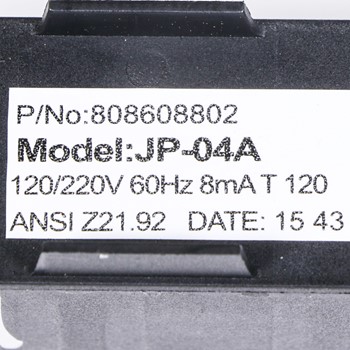 P/No:808608802
Model:JP-04A
120/220V 60Hz 8mA T 120
ANSI Z21.92 DATE: 15 43